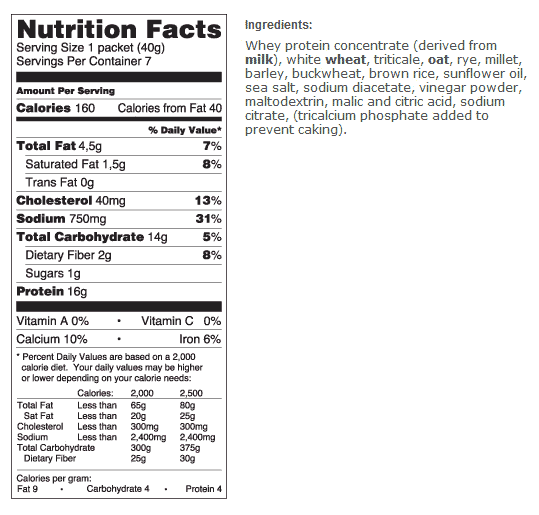 Nutrition Facts
Serving Size 1 packet (40g)
Servings Per Container 7
Amount Per Serving
Calories 160 Calories from Fat 40
% Daily Value*
Total Fat 4,5g 7%
Saturated Fat 1,5g 8%
Trans Fat 0g
Cholesterol 40mg 13%
Sodium 750mg 31%
Total Carbohydrate 14g 5%
Dietary Fiber 2g 8%
Sugars 1g
Protein 16g
Vitamin A 0% • Vitamin C 0%
Calcium 10% • Iron 6%
* Percent Daily Values are based on a 2,000
calorie diet. Your daily values may be higher
or lower depending on your calorie needs:
Calories: 2,000 2,500
Total Fat Less than 65g 80g
Sat Fat Less than 20g 25g
Cholesterol Less than 300mg 300mg
Sodium Less than 2,400mg 2,400mg
Total Carbohydrate 300g 375g
Dietary Fiber 25g 30g
Calories per gram:
Fat 9 • Carbohydrate 4 • Protein 4
Ingredients:
Whey protein concentrate (derived from
milk), white wheat, triticale, oat, rye, millet,
barley, buckwheat, brown rice, sunflower oil,
sea salt, sodium diacetate, vinegar powder,
maltodextrin, malic and citric acid, sodium
citrate, (tricalcium phosphate added to
prevent caking).